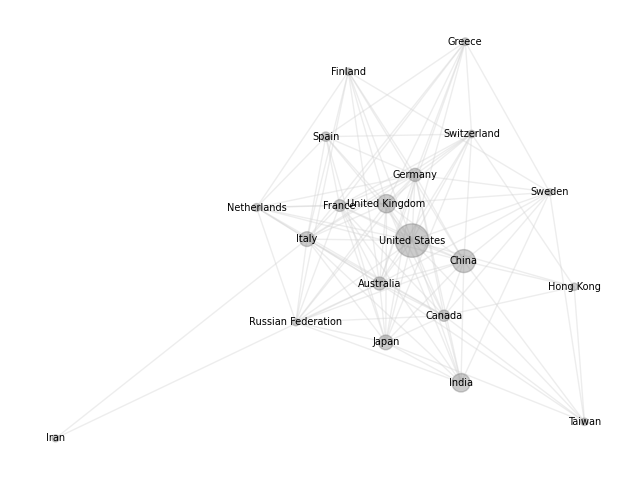 Greece
Finland
Switzerland
Spain
Germany
Sweden
Netherlands
France
United Kingdom
Italy
United States
China
Australia
Hong Kong
Canada
Russian Federation
Japan
India
Taiwan
Iran